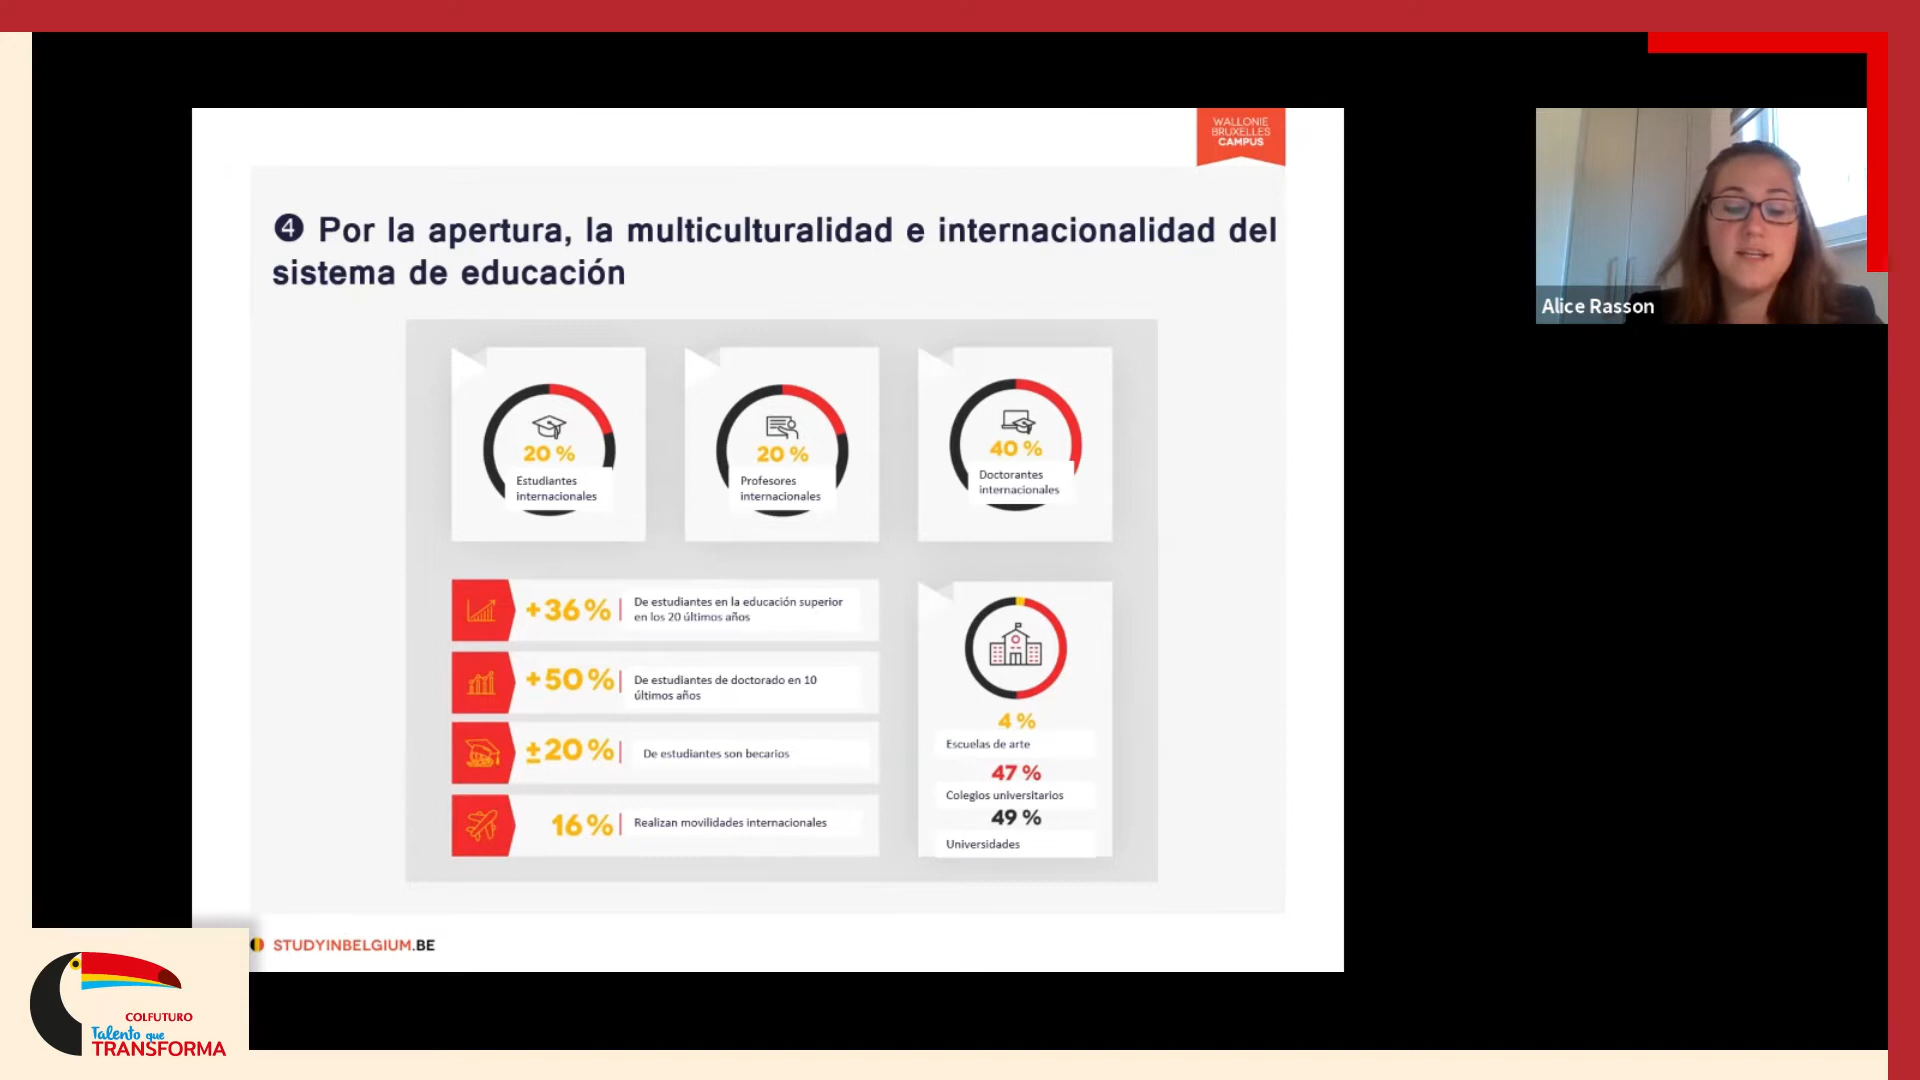 WALLONIE
BRUXELLES
CAMPUS
❹ Por la apertura, la multiculturalidad e internacionalidad del
sistema de educación
20 %
Estudiantes
internacionales
20 %
Profesores
internacionales
40 %
Doctorantes
internacionales
+36%
De estudiantes en la educación superior
en los 20 últimos años
+50%
De estudiantes de doctorado en 10
últimos años
±20%
De estudiantes son becarios
16%
Realizan movilidades internacionales
4 %
Escuelas de arte
47 %
Colegios universitarios
49 %
Universidades
STUDYINBELGIUM.BE
Alice Rasson
COLFUTURO
Talento que
TRANSFORMA